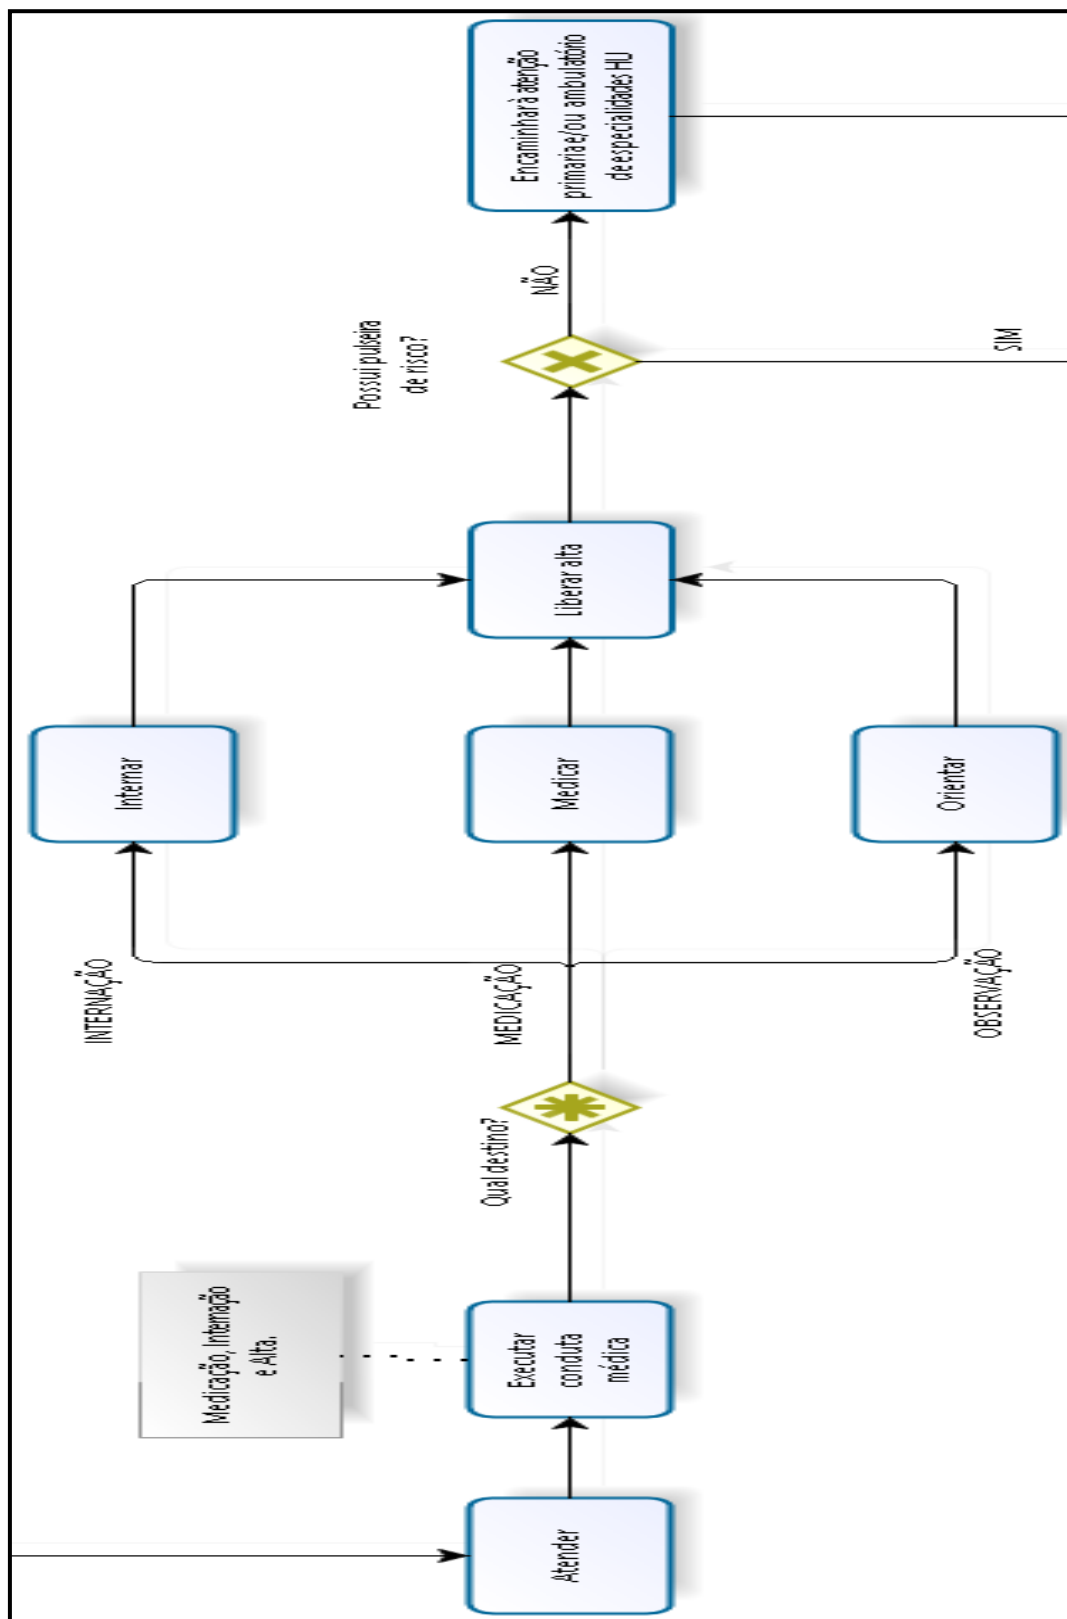 Atender
Executar
conduta
médica
Medicação, Internação
e Alta.
Qual destino?
INTERNAÇÃO
MEDICAÇÃO
OBSERVAÇÃO
Internar
Medicar
Orientar
Liberar alta
Possui pulseira
de risco?
NÃO
SIM
Encaminhar à atenção
primaria e/ou ambulatório
de especialidades HU